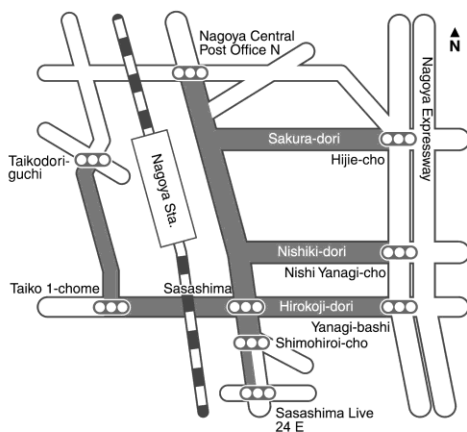 Nagoya Central
Post Office N
N
Nagoya Expressway
Sakura-dori
Hijie-cho
Taikodori-
guchi
Nagoya Sta.
Nishiki-dori
Nishi Yanagi-cho
Taiko 1-chome
Sasashima
Hirokoji-dori
Yanagi-bashi
Shimohiroi-cho
Sasashima Live
24 E